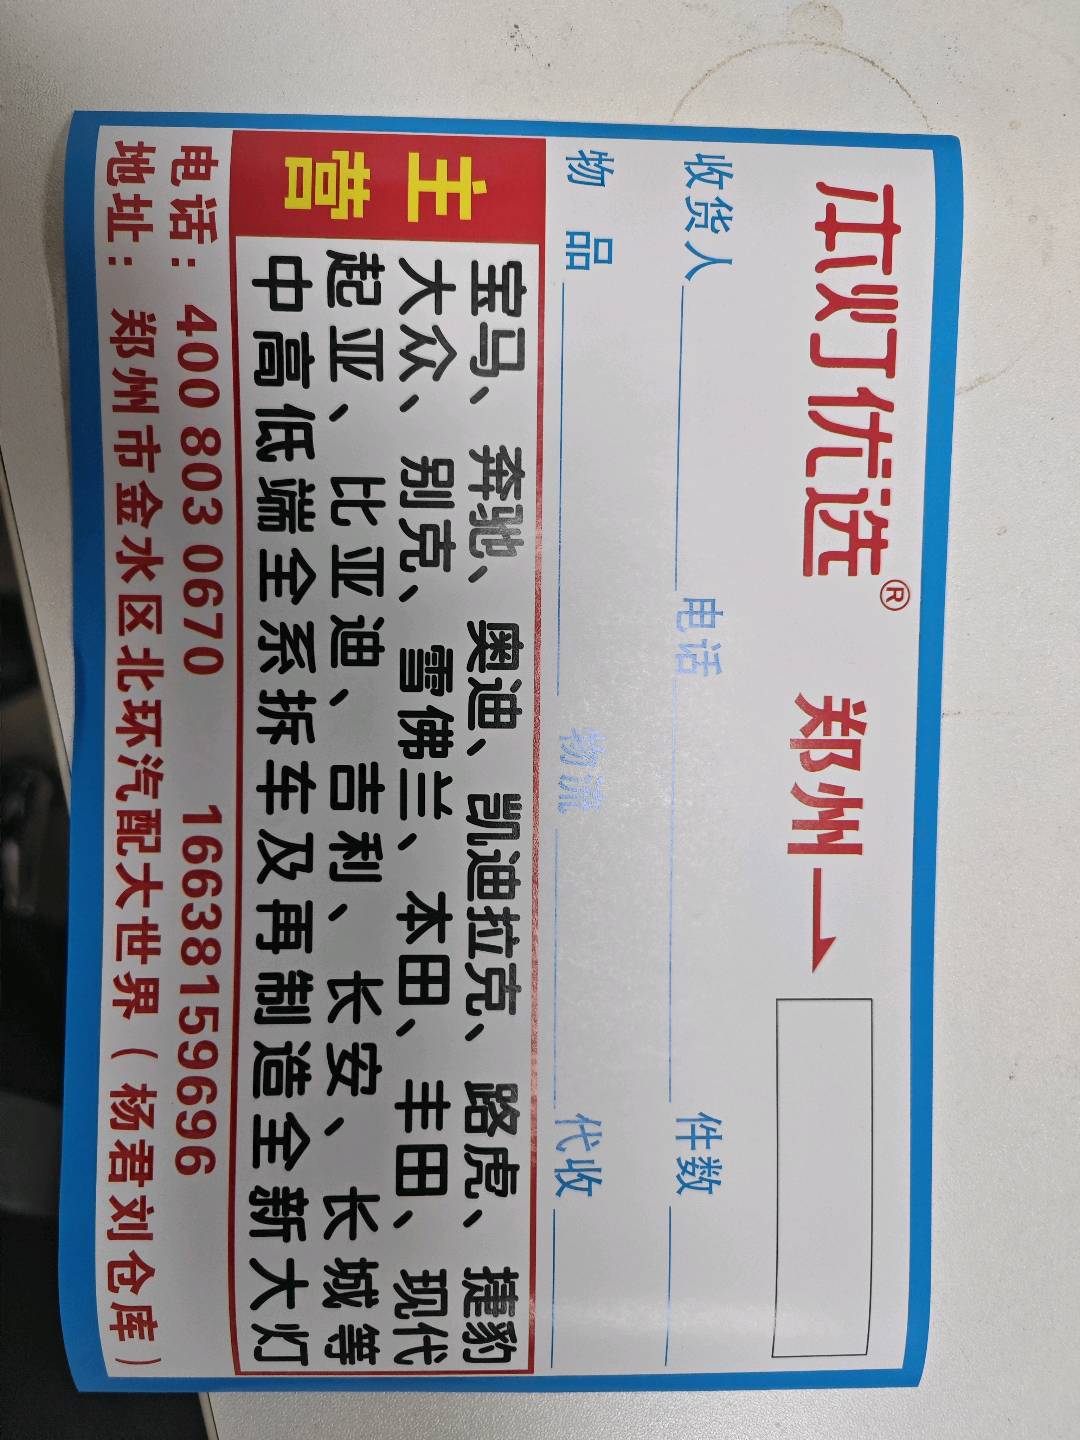 木灯优选® 郑州→
收货人 电话 件数
物品 物流 代收
主营
宝马、奔驰、奥迪、凯迪拉克、路虎、捷豹
大众、别克、雪佛兰、本田、丰田、现代
起亚、比亚迪、吉利、长安、长城等
中高低端全系拆车及再制造全新大灯
电话：400 803 0670 16638159696
地址：郑州市金水区北环汽配大世界（杨君刘仓库）